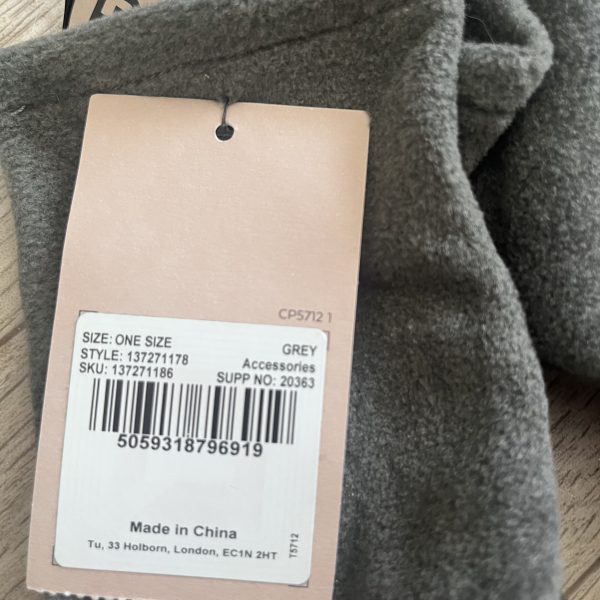 CP5712 1
SIZE: ONE SIZE GREY
STYLE: 137271178 Accessories
SKU: 137271186 SUPP NO: 20363
5059318796919
Made in China
Tu, 33 Holborn, London, EC1N 2HT
T5712